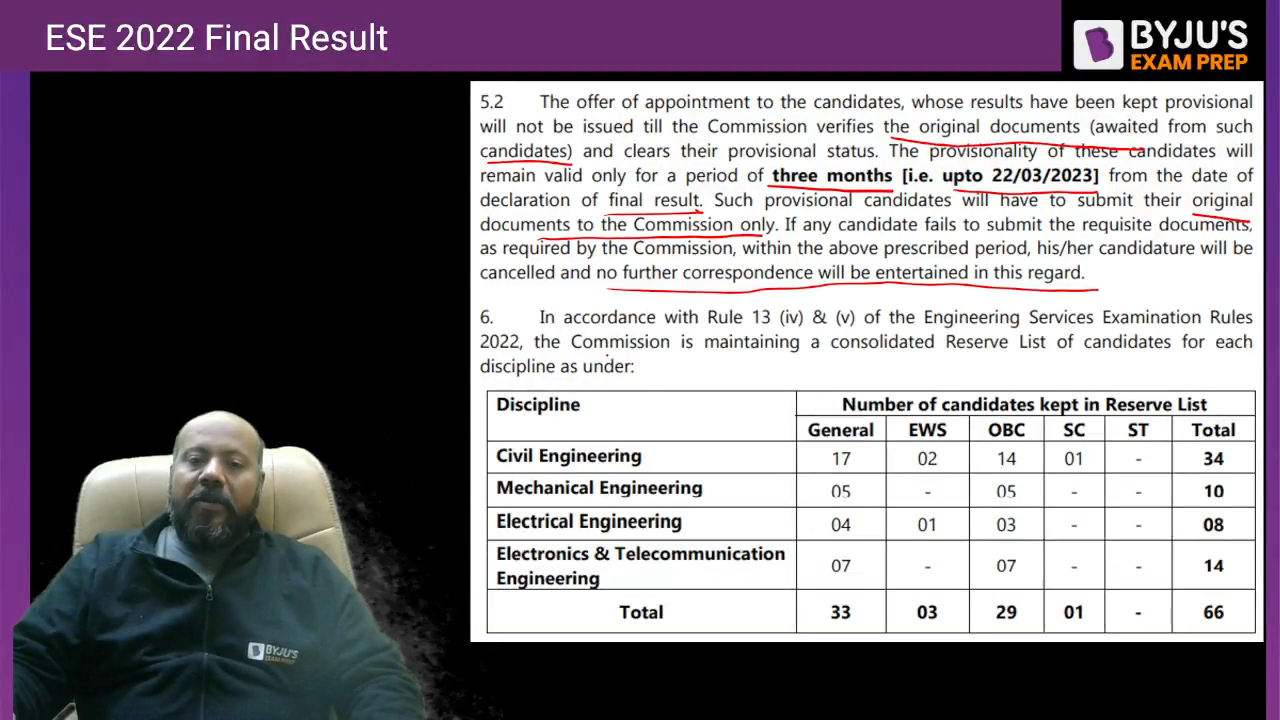 ESE 2022 Final Result
BYJU'S
EXAM PREP
5.2 The offer of appointment to the candidates, whose results have been kept provisional
will not be issued till the Commission verifies the original documents (awaited from such
candidates) and clears their provisional status. The provisionality of these candidates will
remain valid only for a period of three months [i.e. upto 22/03/2023] from the date of
declaration of final result. Such provisional candidates will have to submit their original
documents to the Commission only. If any candidate fails to submit the requisite documents,
as required by the Commission, within the above prescribed period, his/her candidature will be
cancelled and no further correspondence will be entertained in this regard.
6. In accordance with Rule 13 (iv) & (v) of the Engineering Services Examination Rules
2022, the Commission is maintaining a consolidated Reserve List of candidates for each
discipline as under:
Discipline Number of candidates kept in Reserve List
General EWS OBC SC ST Total
Civil Engineering 17 02 14 01 - 34
Mechanical Engineering 05 - 05 - - 10
Electrical Engineering 04 01 03 - - 08
Electronics & Telecommunication
Engineering 07 - 07 - - 14
Total 33 03 29 01 - 66
BYJU'S
EXAM PREP